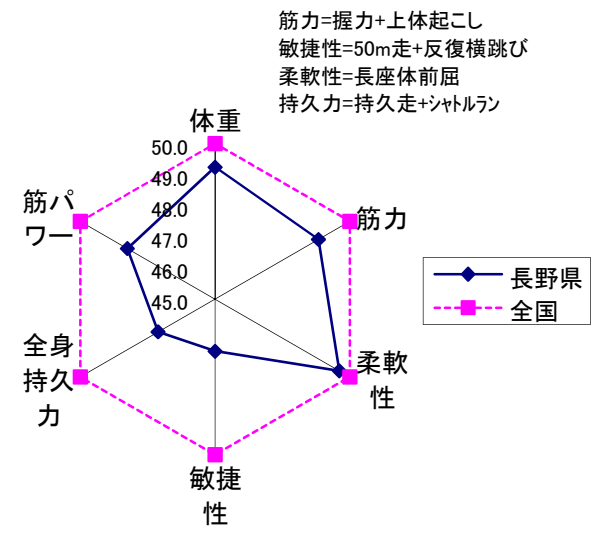 筋力=握力+上体起こし
敏捷性=50m走+反復横跳び
柔軟性=長座体前屈
持久力=持久走+ｼｬﾄﾙﾗﾝ
体重
50.0
49.0
48.0
47.0
46.0
45.0
筋パ
ワー
筋力
全身
持久
力
柔軟
性
敏捷
性
長野県
全国